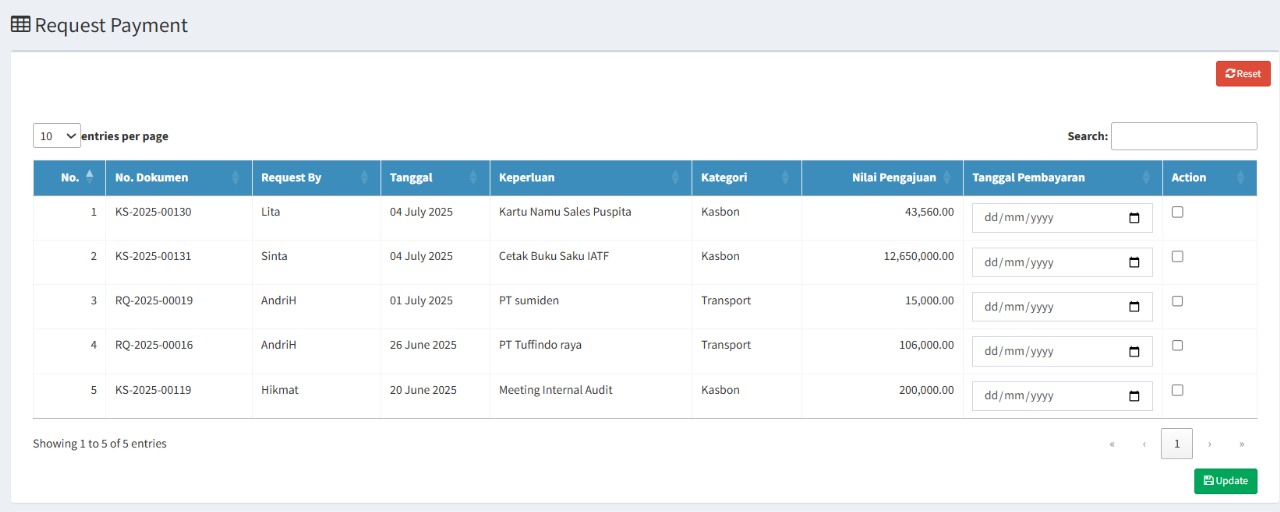 Request Payment
Reset
10 entries per page
Search:
No. No. Dokumen Request By Tanggal Keperluan Kategori Nilai Pengajuan Tanggal Pembayaran Action
1 KS-2025-00130 Lita 04 July 2025 Kartu Namu Sales Puspita Kasbon 43,560.00 dd/mm/yyyy
2 KS-2025-00131 Sinta 04 July 2025 Cetak Buku Saku IATF Kasbon 12,650,000.00 dd/mm/yyyy
3 RQ-2025-00019 AndriH 01 July 2025 PT sumiden Transport 15,000.00 dd/mm/yyyy
4 RQ-2025-00016 AndriH 26 June 2025 PT Tuffindo raya Transport 106,000.00 dd/mm/yyyy
5 KS-2025-00119 Hikmat 20 June 2025 Meeting Internal Audit Kasbon 200,000.00 dd/mm/yyyy
Showing 1 to 5 of 5 entries
« ‹ 1 › »
Update